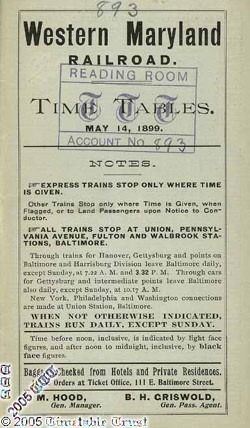 893
Western Maryland
RAILROAD.
READING ROOM
TIME TABLES.
MAY 14, 1899.
Account No. 893
NOTES.
☞EXPRESS TRAINS STOP ONLY WHERE TIME
IS GIVEN.
Other Trains Stop only where Time is Given, when
Flagged, or to Land Passengers upon Notice to Con-
ductor.
☞ALL TRAINS STOP AT UNION, PENNSYL-
VANIA AVENUE, FULTON AND WALBROOK STA-
TIONS, BALTIMORE.
Through trains for Hanover, Gettysburg and points on
Baltimore and Harrisburg Division leave Baltimore daily,
except Sunday, at 7.22 A. M. and 3.32 P. M. Through cars
for Gettysburg and intermediate points leave Baltimore
also daily, except Sunday, at 10.17 A. M.
New York, Philadelphia and Washington connections
are made at Union Station, Baltimore.
WHEN NOT OTHERWISE INDICATED,
TRAINS RUN DAILY, EXCEPT SUNDAY.
Time before noon, inclusive, is indicated by light face
figures, and after noon to midnight, inclusive, by black
face figures.
Baggage Checked from Hotels and Private Residences.
Orders at Ticket Office, 111 E. Baltimore Street.
M. HOOD, B. H. GRISWOLD,
Gen. Manager. Gen. Pass. Agent.
© 2005
© 2005 Timetable Trust